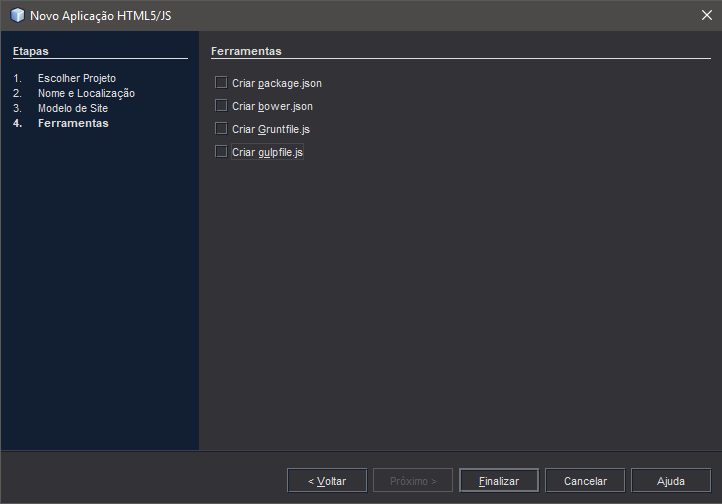 Novo Aplicação HTML5/JS
Etapas
1. Escolher Projeto
2. Nome e Localização
3. Modelo de Site
4. Ferramentas
Ferramentas
Criar package.json
Criar bower.json
Criar Gruntfile.js
Criar gulpfile.js
< Voltar
Próximo >
Finalizar
Cancelar
Ajuda